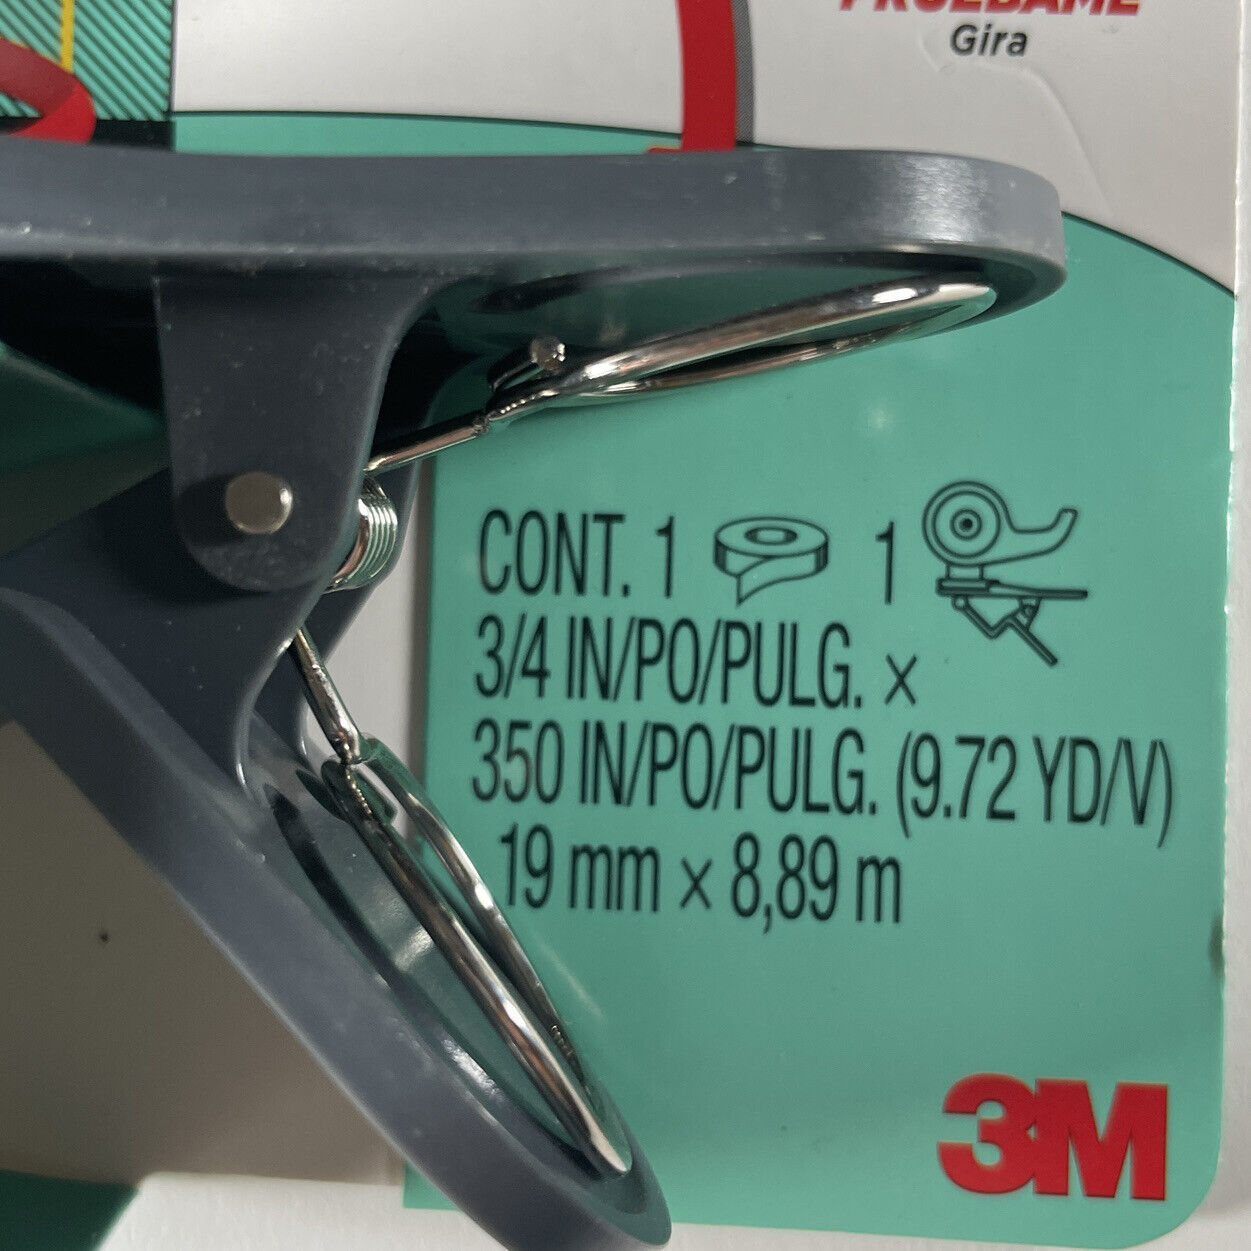 PRUÉBAME
Gira
CONT. 1 1
3/4 IN/PO/PULG. x
350 IN/PO/PULG. (9.72 YD/V)
19 mm x 8,89 m
3M